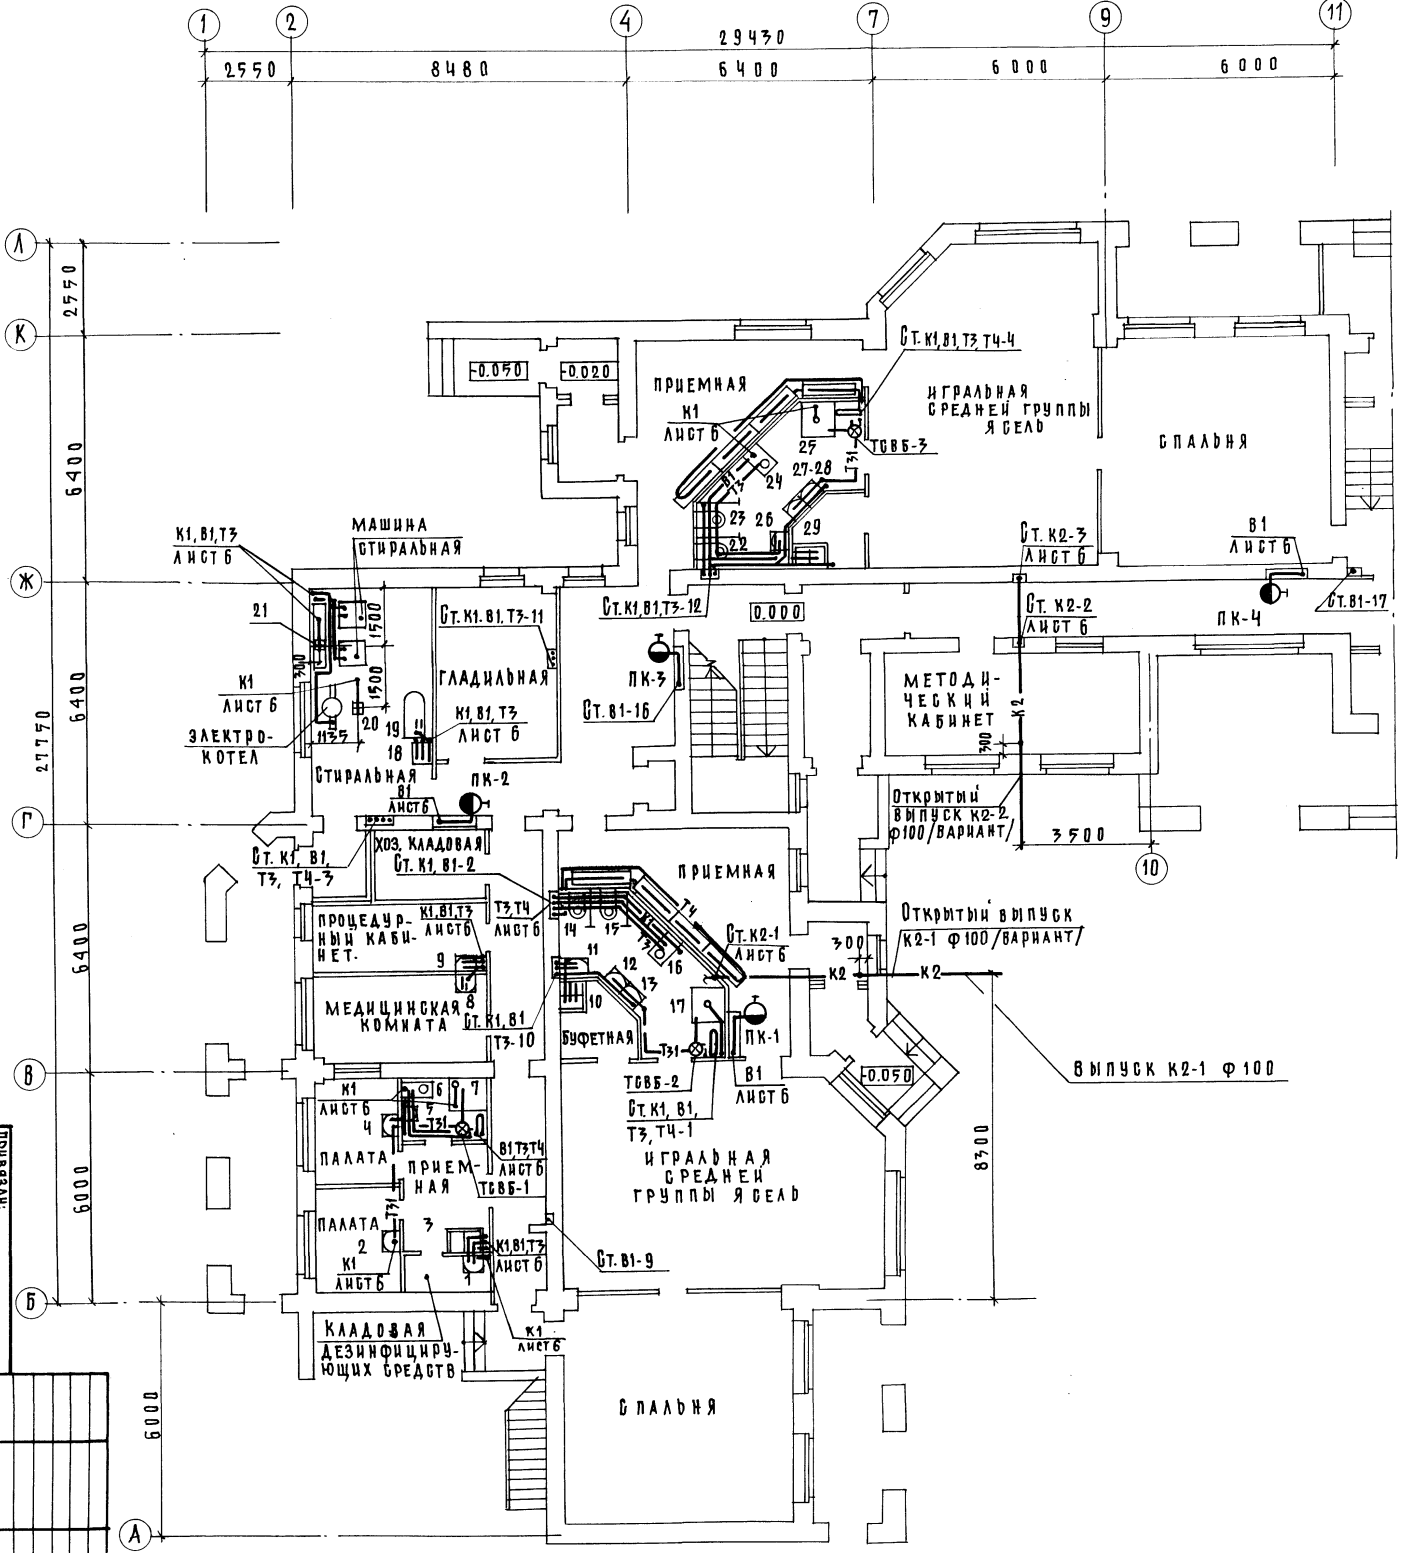 1
2
4
7
9
11
29430
2550
8480
6400
6000
6000
Л
К
Ж
Г
В
Б
А
2550
6400
6400
6400
6000
6000
27750
-0.050
-0.020
ПРИЕМНАЯ
К1
ЛИСТ 6
Ст. К1, В1, Т3, Т4-4
ИГРАЛЬНАЯ
СРЕДНЕЙ ГРУППЫ
ЯСЕЛЬ
СПАЛЬНЯ
25
ТСВБ-3
Т31
27-28
24
В1
Т3
23
26
29
22
К1, В1, Т3
ЛИСТ 6
МАШИНА
СТИРАЛЬНАЯ
21
1500
300
1500
К1
ЛИСТ 6
ЭЛЕКТРО-
КОТЕЛ
1135
20
19
18
СТИРАЛЬНАЯ
Ст. К1. В1, Т3-11
ГЛАДИЛЬНАЯ
К1, В1, Т3
ЛИСТ 6
ПК-2
В1
ЛИСТ 6
Ст. К1, В1, Т3-12
0.000
ПК-3
Ст. В1-16
Ст. К2-3
ЛИСТ 6
В1
ЛИСТ 6
Ст. К2-2
ЛИСТ 6
Ст. В1-17
ПК-4
МЕТОДИ-
ЧЕСКИЙ
КАБИНЕТ
К2
300
Открытый
ВЫПУСК К2-2
Ф100/ВАРИАНТ/
3500
10
ХОЗ. КЛАДОВАЯ
Ст. К1, В1-2
Ст. К1, В1,
Т3, Т4-3
ПРОЦЕДУР-
НЫЙ КАБИ-
НЕТ.
К1, В1, Т3
ЛИСТ 6
Т3, Т4
ЛИСТ 6
9
8
МЕДИЦИНСКАЯ
КОМНАТА
Ст. К1, В1
Т3-10
ПРИЕМНАЯ
Т4
14
15
К1
Т3
16
11
12
13
10
17
БУФЕТНАЯ
Т31
Ст. К2-1
ЛИСТ 6
ПК-1
К2
К2
300
Открытый ВЫПУСК
К2-1 Ф100/ВАРИАНТ/
ВЫПУСК К2-1 Ф100
8300
-0.050
ТСВБ-2
В1
ЛИСТ 6
Ст. К1, В1,
Т3, Т4-1
ИГРАЛЬНАЯ
СРЕДНЕЙ
ГРУППЫ ЯСЕЛЬ
К1
ЛИСТ 6
4
5
6
7
Т31
В1, Т3, Т4
ЛИСТ 6
ТСВБ-1
ПАЛАТА
ПРИЕМ-
НАЯ
Т31
ПАЛАТА
2
3
К1
ЛИСТ 6
К1, В1, Т3
ЛИСТ 6
1
Ст. В1-9
К1
ЛИСТ 6
КЛАДОВАЯ
ДЕЗИНФИЦИРУ-
ЮЩИХ СРЕДСТВ
СПАЛЬНЯ
ПРИВЯЗАН: